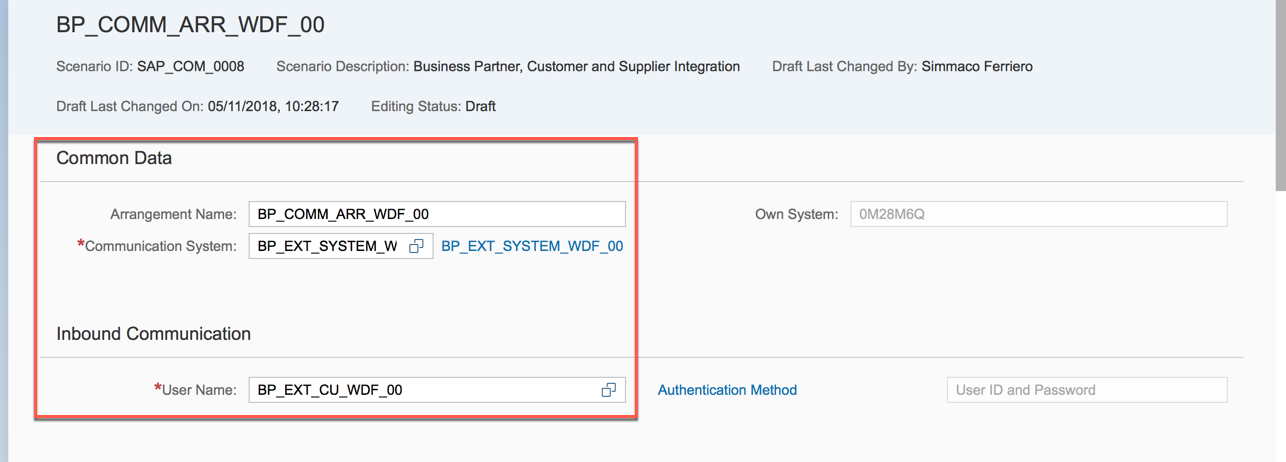 BP_COMM_ARR_WDF_00
Scenario ID: SAP_COM_0008 Scenario Description: Business Partner, Customer and Supplier Integration Draft Last Changed By: Simmaco Ferriero
Draft Last Changed On: 05/11/2018, 10:28:17 Editing Status: Draft
Common Data
Arrangement Name: BP_COMM_ARR_WDF_00 Own System: 0M28M6Q
*Communication System: BP_EXT_SYSTEM_W BP_EXT_SYSTEM_WDF_00
Inbound Communication
*User Name: BP_EXT_CU_WDF_00 Authentication Method User ID and Password